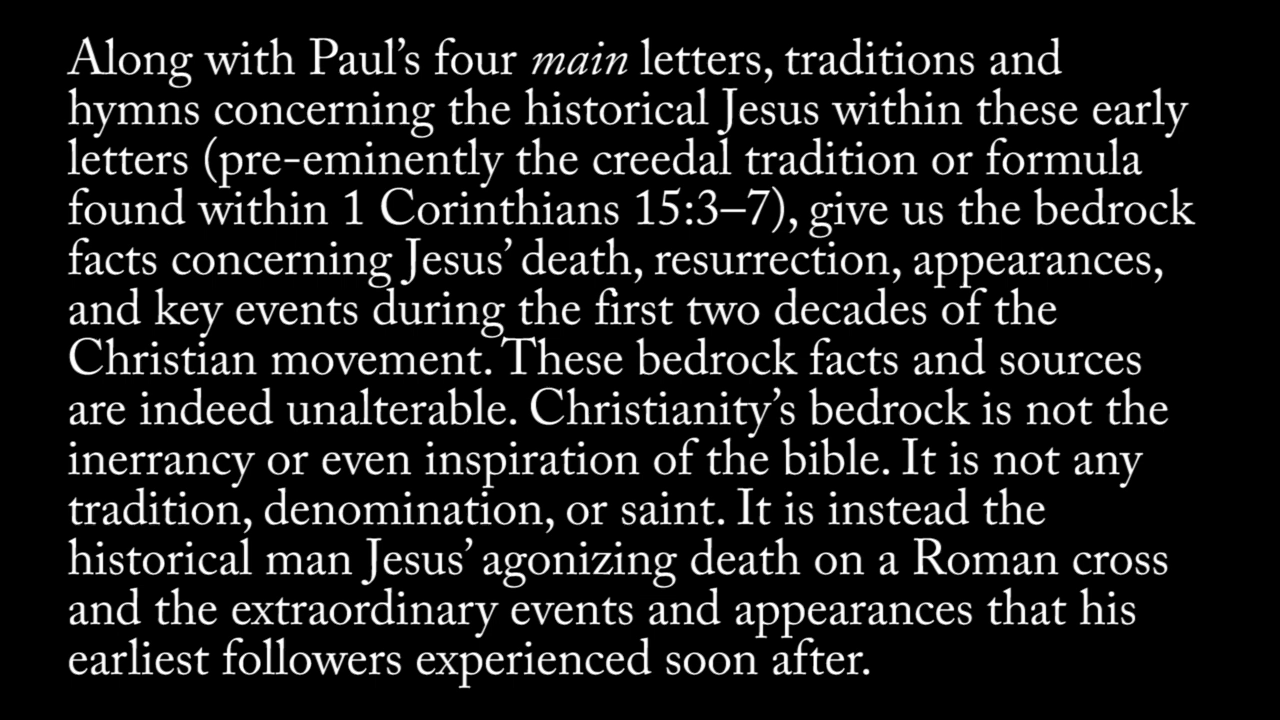 Along with Paul’s four main letters, traditions and
hymns concerning the historical Jesus within these early
letters (pre-eminently the creedal tradition or formula
found within 1 Corinthians 15:3–7), give us the bedrock
facts concerning Jesus’ death, resurrection, appearances,
and key events during the first two decades of the
Christian movement. These bedrock facts and sources
are indeed unalterable. Christianity’s bedrock is not the
inerrancy or even inspiration of the bible. It is not any
tradition, denomination, or saint. It is instead the
historical man Jesus’ agonizing death on a Roman cross
and the extraordinary events and appearances that his
earliest followers experienced soon after.